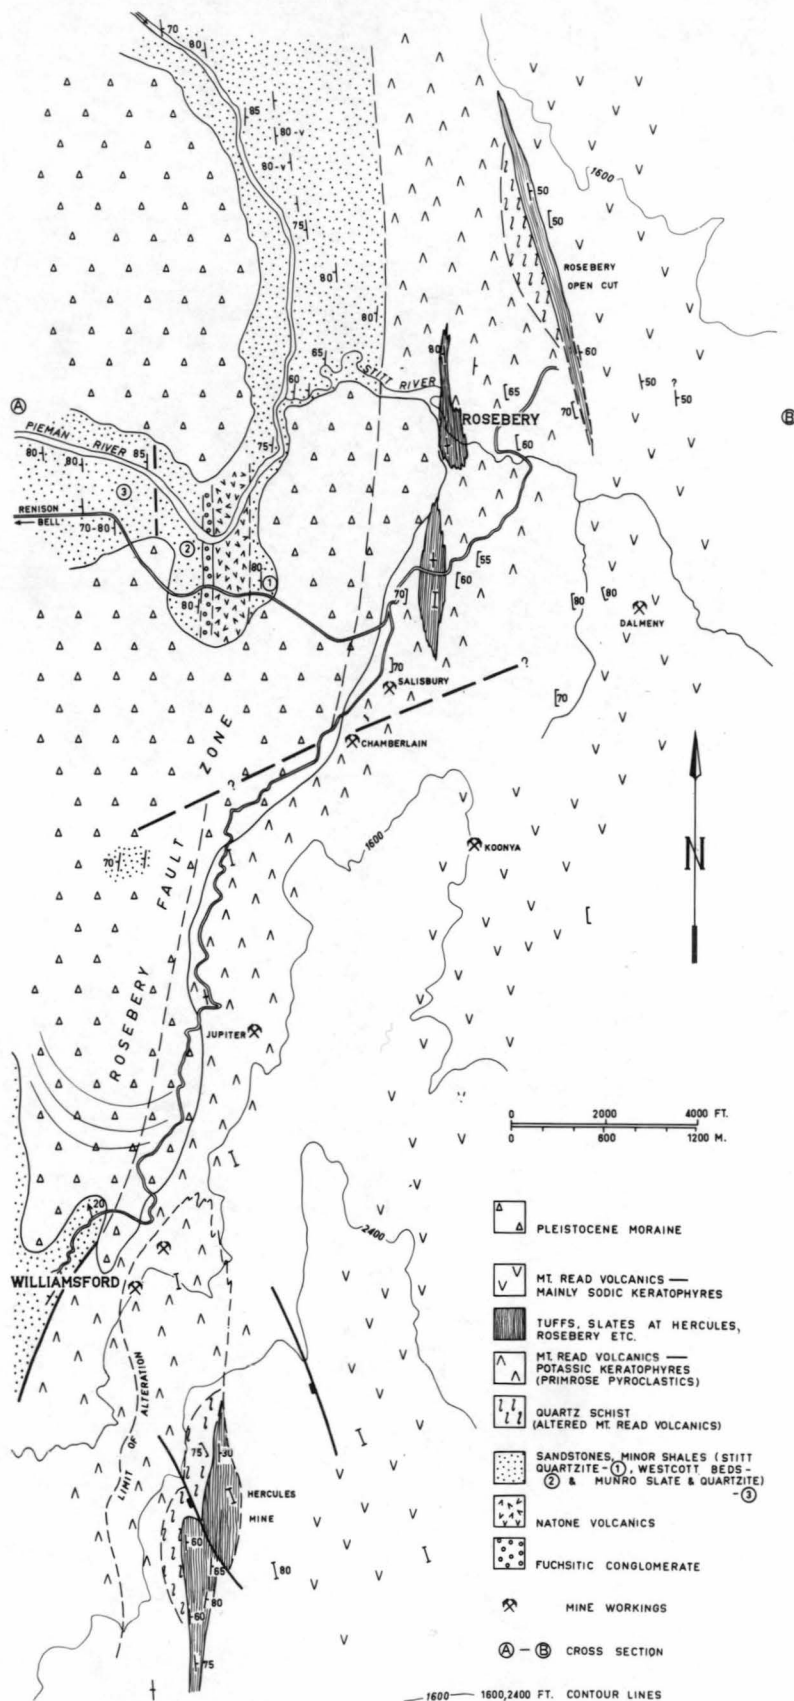 70
80
85
80-v
80-v
75
80
80
1600
50
50
ROSEBERY
OPEN CUT
60
65
60
80
STITT RIVER
65
ROSEBERY
50
50
?
70
60
A
B
PIEMAN RIVER
80
80
85
75
3
RENISON
BELL
70-80
2
80
80
1
55
60
70
80
80
DALMENY
70
70
SALISBURY
?
CHAMBERLAIN
?
1600
KOONYA
70
N
ROSEBERY FAULT ZONE
JUPITER
0 2000 4000 FT.
0 600 1200 M.
20
2400
WILLIAMSFORD
PLEISTOCENE MORAINE
MT. READ VOLCANICS —
MAINLY SODIC KERATOPHYRES
TUFFS, SLATES AT HERCULES,
ROSEBERY ETC.
MT. READ VOLCANICS —
POTASSIC KERATOPHYRES
(PRIMROSE PYROCLASTICS)
QUARTZ SCHIST
(ALTERED MT. READ VOLCANICS)
SANDSTONES, MINOR SHALES (STITT
QUARTZITE - 1, WESTCOTT BEDS -
2 & MUNRO SLATE & QUARTZITE)
- 3
NATONE VOLCANICS
FUCHSITIC CONGLOMERATE
MINE WORKINGS
A - B CROSS SECTION
1600 1600,2400 FT. CONTOUR LINES
LIMIT OF ALTERATION
75
30
HERCULES
MINE
60
65
80
80
60
75